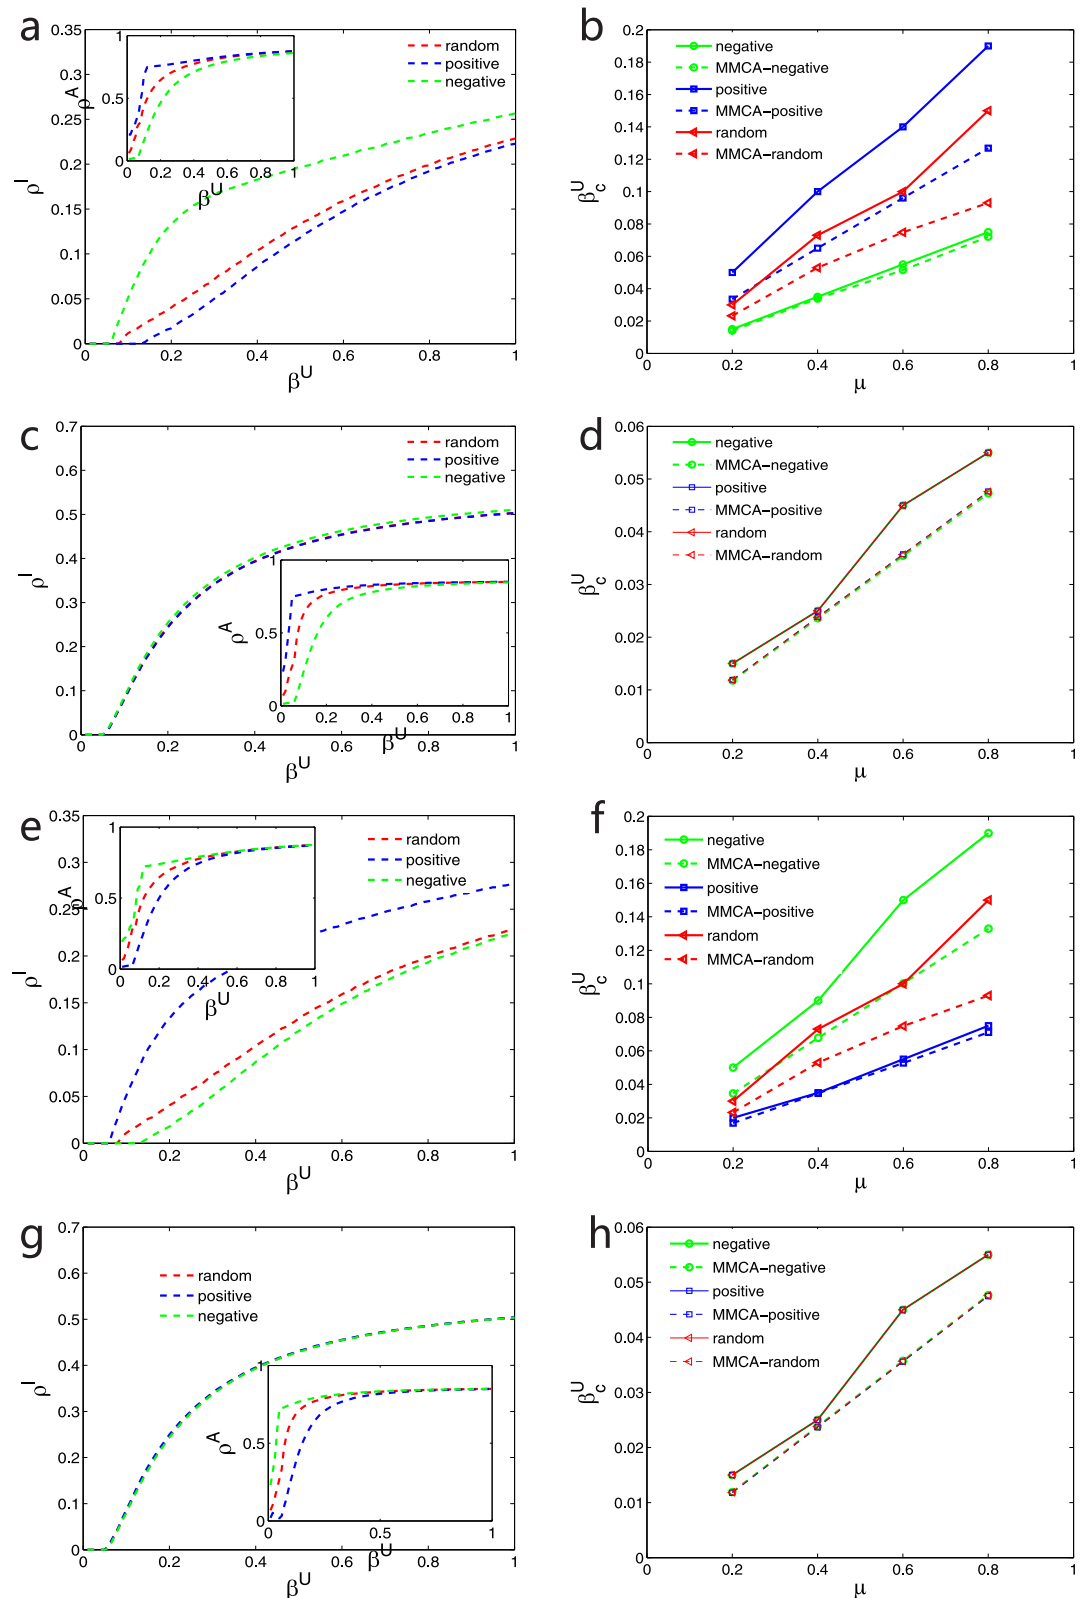 a
0.35
0.3
0.25
0.2
0.15
0.1
0.05
0
0.2 0.4 0.6 0.8 1
ρ^I
β^U
random
positive
negative
1
0.5
0
0 0.2 0.4 0.6 0.8 1
ρ^A
β^U
b
0.2
0.18
0.16
0.14
0.12
0.1
0.08
0.06
0.04
0.02
0
0 0.2 0.4 0.6 0.8 1
β_c^U
μ
negative
MMCA−negative
positive
MMCA−positive
random
MMCA−random
c
0.7
0.6
0.5
0.4
0.3
0.2
0.1
0
0 0.2 0.4 0.6 0.8 1
ρ^I
β^U
random
positive
negative
1
0.5
0
0 0.2 0.4 0.6 0.8 1
ρ^A
β^U
d
0.06
0.05
0.04
0.03
0.02
0.01
0
0 0.2 0.4 0.6 0.8 1
β_c^U
μ
negative
MMCA−negative
positive
MMCA−positive
random
MMCA−random
e
0.35
0.3
0.25
0.2
0.15
0.1
0.05
0
0 0.2 0.4 0.6 0.8 1
ρ^I
β^U
random
positive
negative
1
0.5
0
0 0.2 0.4 0.6 0.8 1
ρ^A
β^U
f
0.2
0.18
0.16
0.14
0.12
0.1
0.08
0.06
0.04
0.02
0
0 0.2 0.4 0.6 0.8 1
β_c^U
μ
negative
MMCA−negative
positive
MMCA−positive
random
MMCA−random
g
0.7
0.6
0.5
0.4
0.3
0.2
0.1
0
0 0.2 0.4 0.6 0.8 1
ρ^I
β^U
random
positive
negative
1
0.5
0
0 0.5 1
ρ^A
β^U
h
0.06
0.05
0.04
0.03
0.02
0.01
0
0 0.2 0.4 0.6 0.8 1
β_c^U
μ
negative
MMCA−negative
positive
MMCA−positive
random
MMCA−random